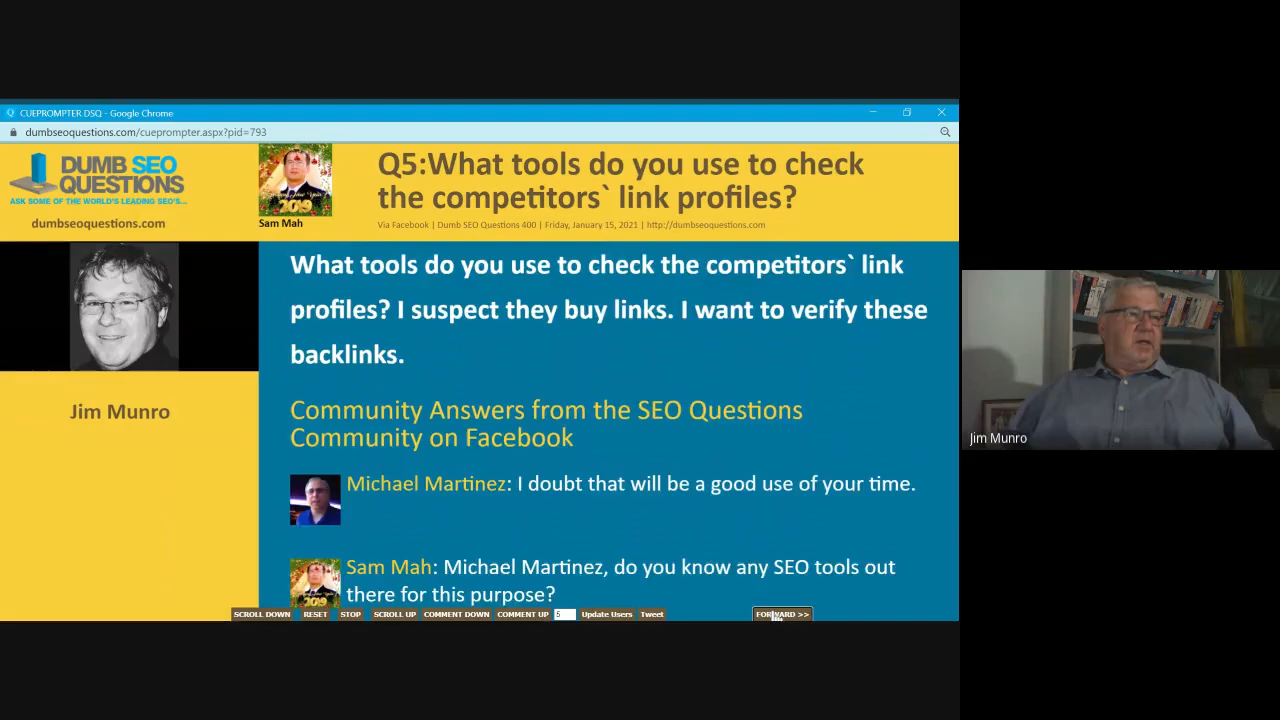 CUEPROMPTER DSQ - Google Chrome
dumbseoquestions.com/cueprompter.aspx?pid=793
DUMB SEO
QUESTIONS
ASK SOME OF THE WORLD'S LEADING SEO'S...
dumbseoquestions.com
2019
Sam Mah
Q5:What tools do you use to check
the competitors` link profiles?
Via Facebook | Dumb SEO Questions 400 | Friday, January 15, 2021 | http://dumbseoquestions.com
Jim Munro
What tools do you use to check the competitors` link
profiles? I suspect they buy links. I want to verify these
backlinks.
Community Answers from the SEO Questions
Community on Facebook
Michael Martinez: I doubt that will be a good use of your time.
Sam Mah: Michael Martinez, do you know any SEO tools out
there for this purpose?
2019
SCROLL DOWN RESET STOP SCROLL UP COMMENT DOWN COMMENT UP Update Users Tweet FORWARD >>
Jim Munro